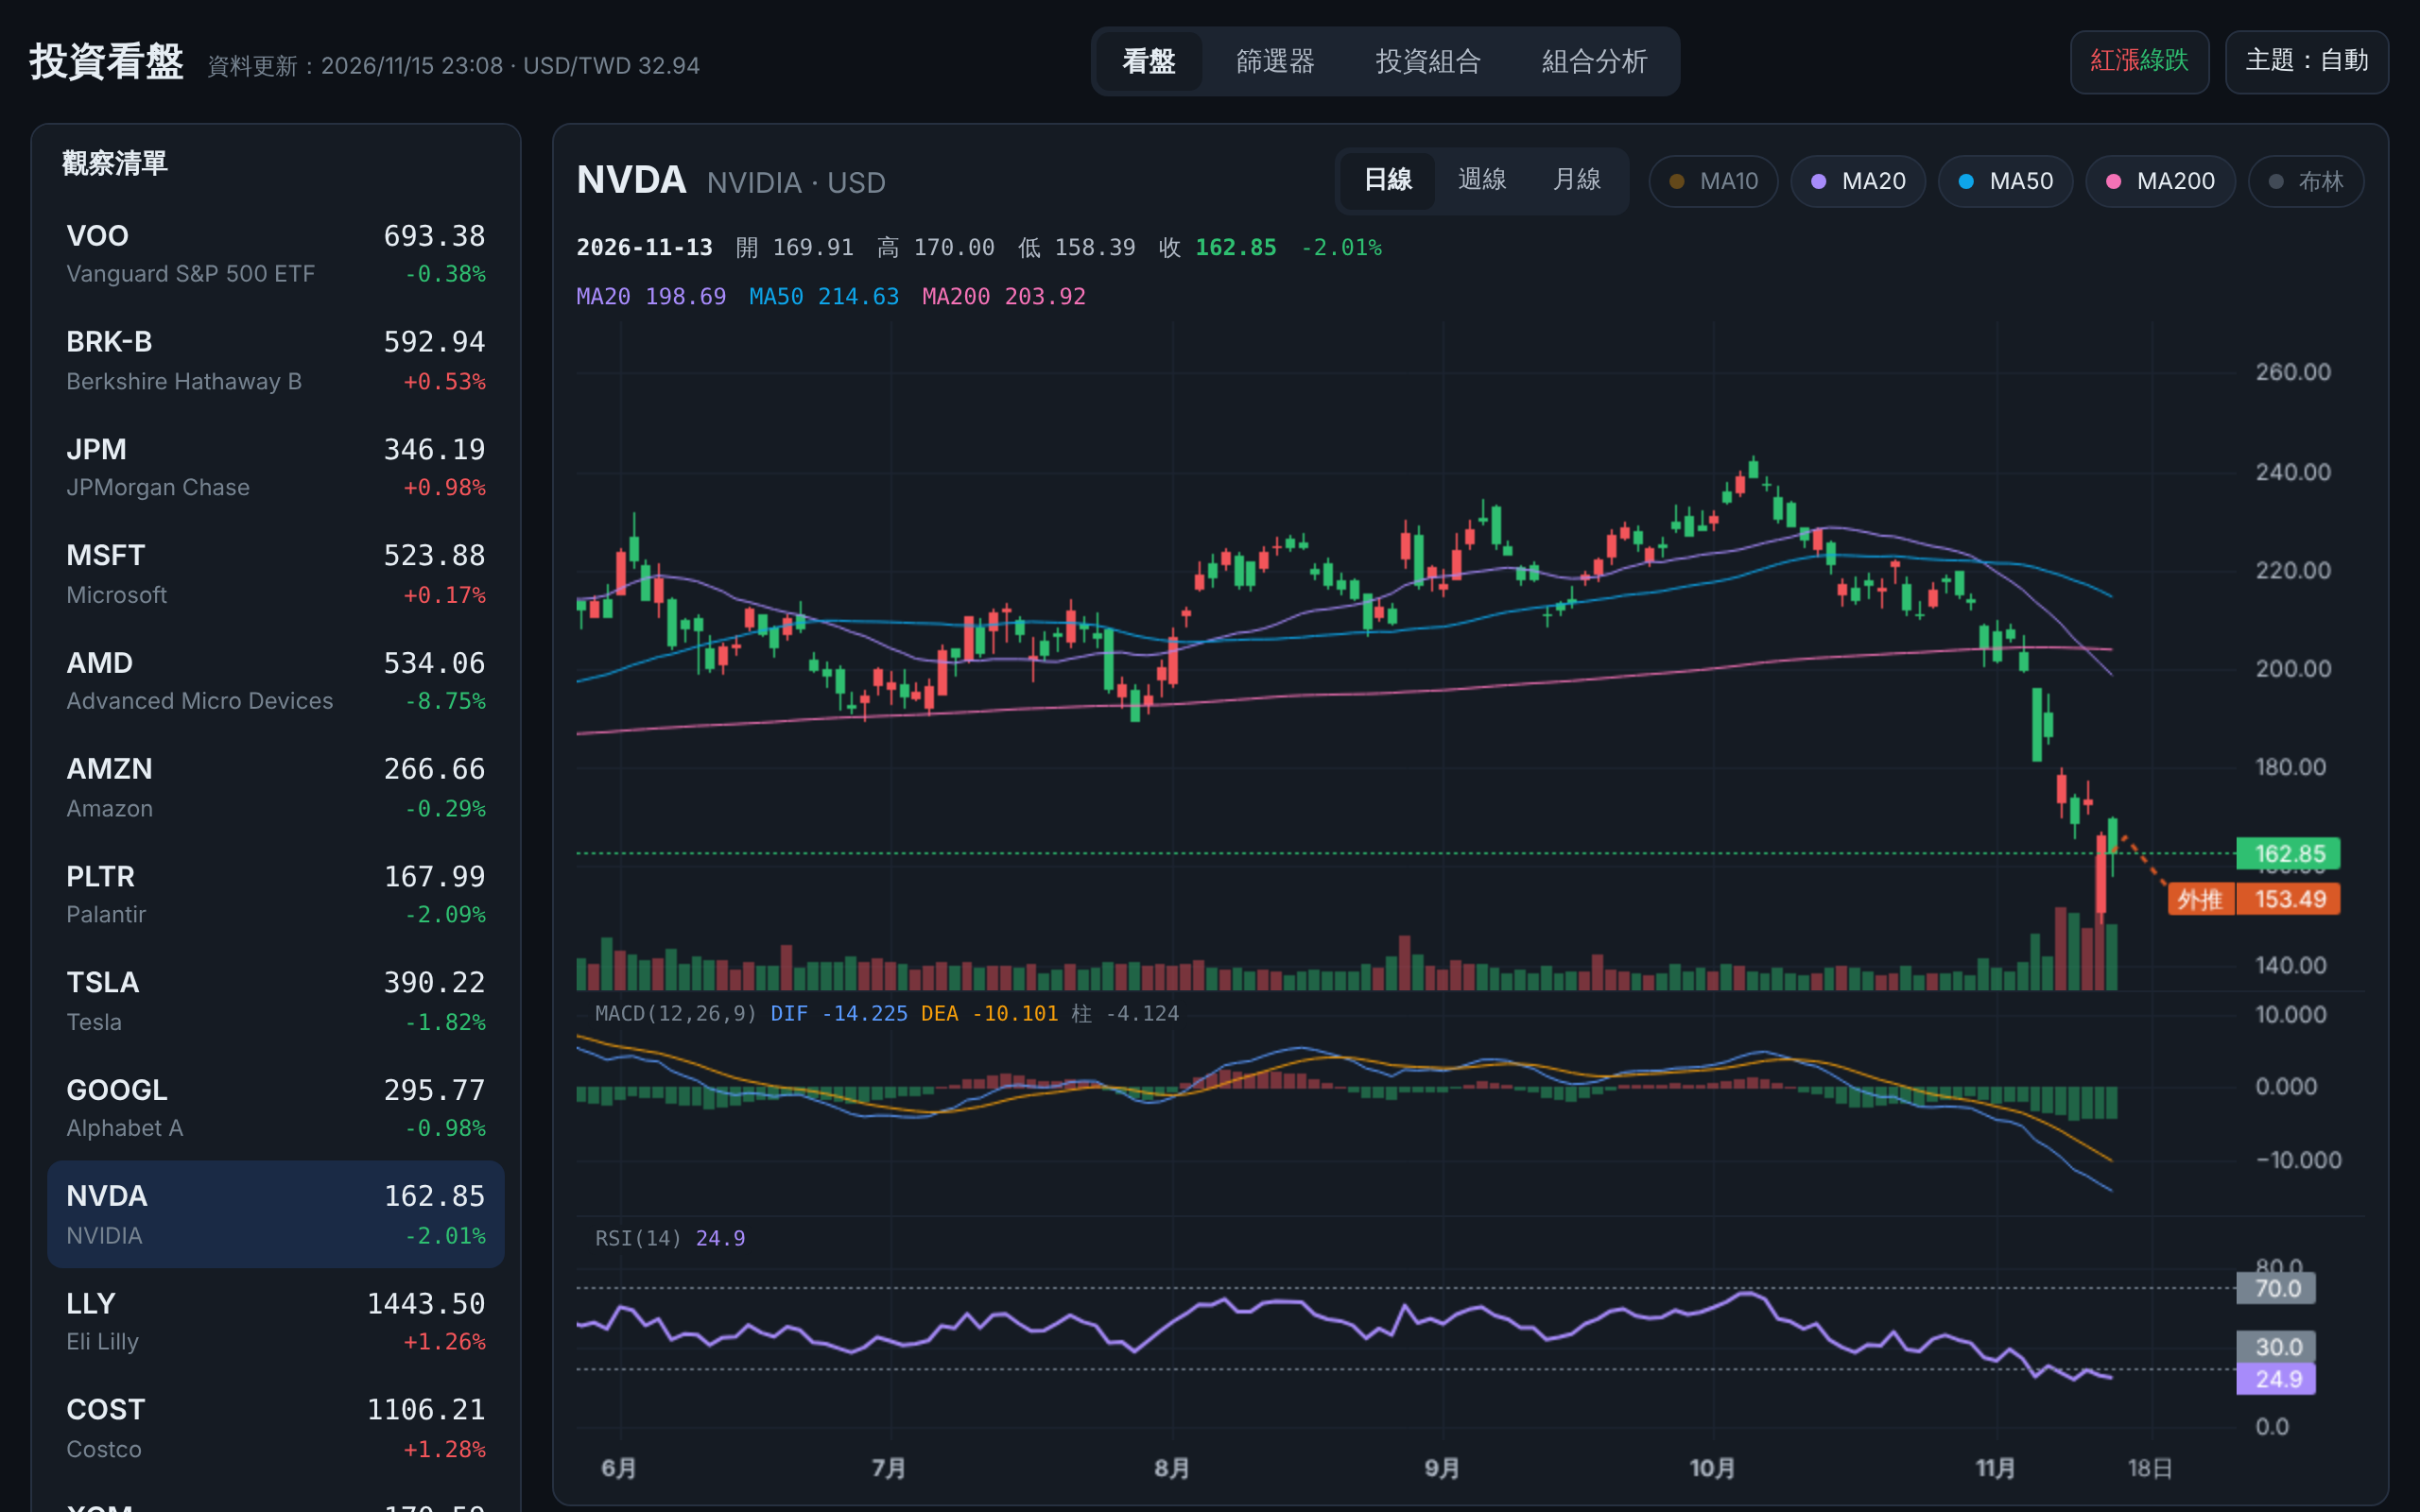 投資看盤 資料更新：2026/11/15 23:08 · USD/TWD 32.94
看盤 篩選器 投資組合 組合分析
紅漲綠跌 主題：自動
觀察清單
VOO 693.38
Vanguard S&P 500 ETF -0.38%
BRK-B 592.94
Berkshire Hathaway B +0.53%
JPM 346.19
JPMorgan Chase +0.98%
MSFT 523.88
Microsoft +0.17%
AMD 534.06
Advanced Micro Devices -8.75%
AMZN 266.66
Amazon -0.29%
PLTR 167.99
Palantir -2.09%
TSLA 390.22
Tesla -1.82%
GOOGL 295.77
Alphabet A -0.98%
NVDA 162.85
NVIDIA -2.01%
LLY 1443.50
Eli Lilly +1.26%
COST 1106.21
Costco +1.28%
NVDA NVIDIA · USD
日線 週線 月線
MA10 MA20 MA50 MA200 布林
2026-11-13 開 169.91 高 170.00 低 158.39 收 162.85 -2.01%
MA20 198.69 MA50 214.63 MA200 203.92
260.00
240.00
220.00
200.00
180.00
162.85
外推 153.49
140.00
MACD(12,26,9) DIF -14.225 DEA -10.101 柱 -4.124
10.000
0.000
−10.000
RSI(14) 24.9
80.0
70.0
30.0
24.9
0.0
6月 7月 8月 9月 10月 11月 18日